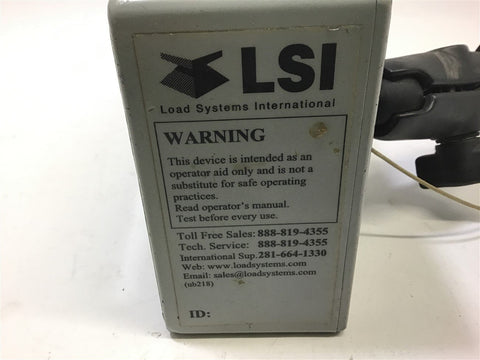 LSI
Load Systems International
WARNING
This device is intended as an
operator aid only and is not a
substitute for safe operating
practices.
Read operator's manual.
Test before every use.
Toll Free Sales: 888-819-4355
Tech. Service: 888-819-4355
International Sup. 281-664-1330
Web: www.loadsystems.com
Email: sales@loadsystems.com
(ub218)
ID: